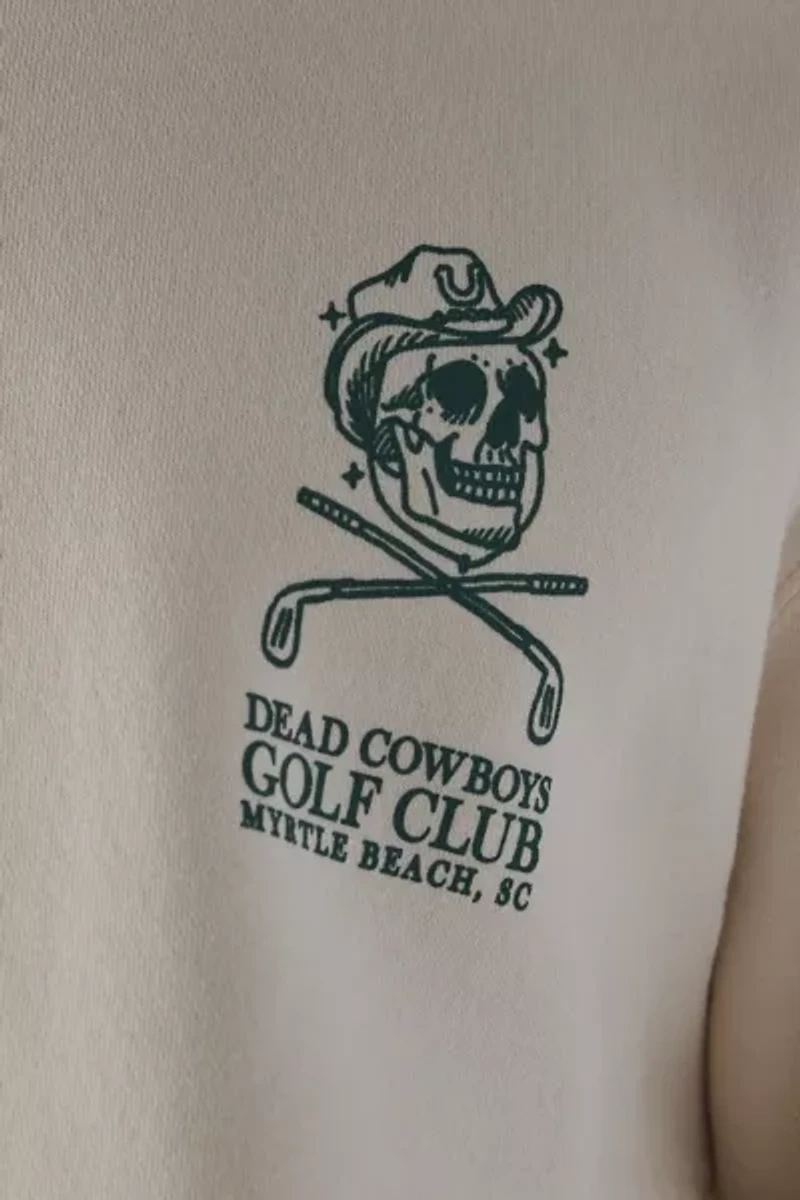 DEAD COWBOYS
GOLF CLUB
MYRTLE BEACH, SC